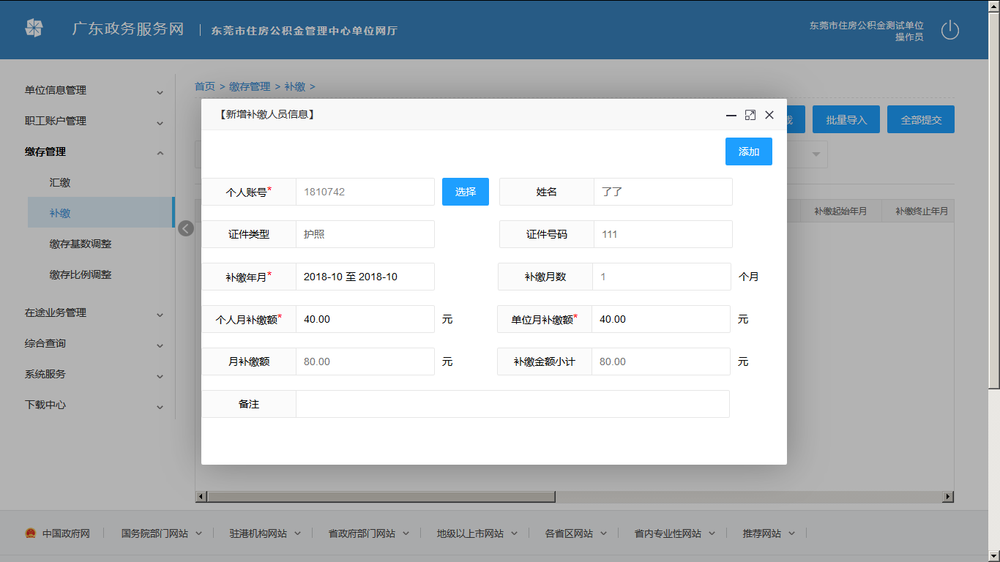 广东政务服务网 | 东莞市住房公积金管理中心单位网厅
东莞市住房公积金测试单位
操作员
单位信息管理
职工账户管理
缴存管理
汇缴
补缴
缴存基数调整
缴存比例调整
在途业务管理
综合查询
系统服务
下载中心
首页 > 缴存管理 > 补缴 >
批量导入 全部提交
补缴起始年月 补缴终止年月
【新增补缴人员信息】
添加
个人账号* 1810742 选择 姓名 了了
证件类型 护照 证件号码 111
补缴年月* 2018-10 至 2018-10 补缴月数 1 个月
个人月补缴额* 40.00 元 单位月补缴额* 40.00 元
月补缴额 80.00 元 补缴金额小计 80.00 元
备注
中国政府网 国务院部门网站 驻港机构网站 省政府部门网站 地级以上市网站 各省区网站 省内专业性网站 推荐网站